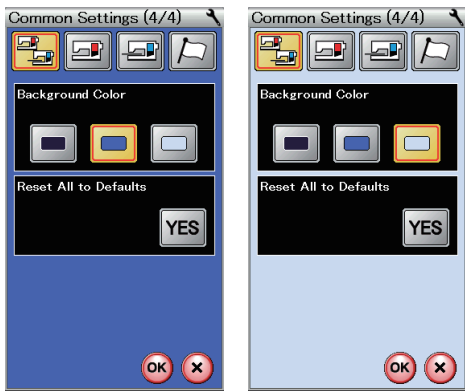 Common Settings (4/4)
Background Color
Reset All to Defaults
YES
OK
Common Settings (4/4)
Background Color
Reset All to Defaults
YES
OK